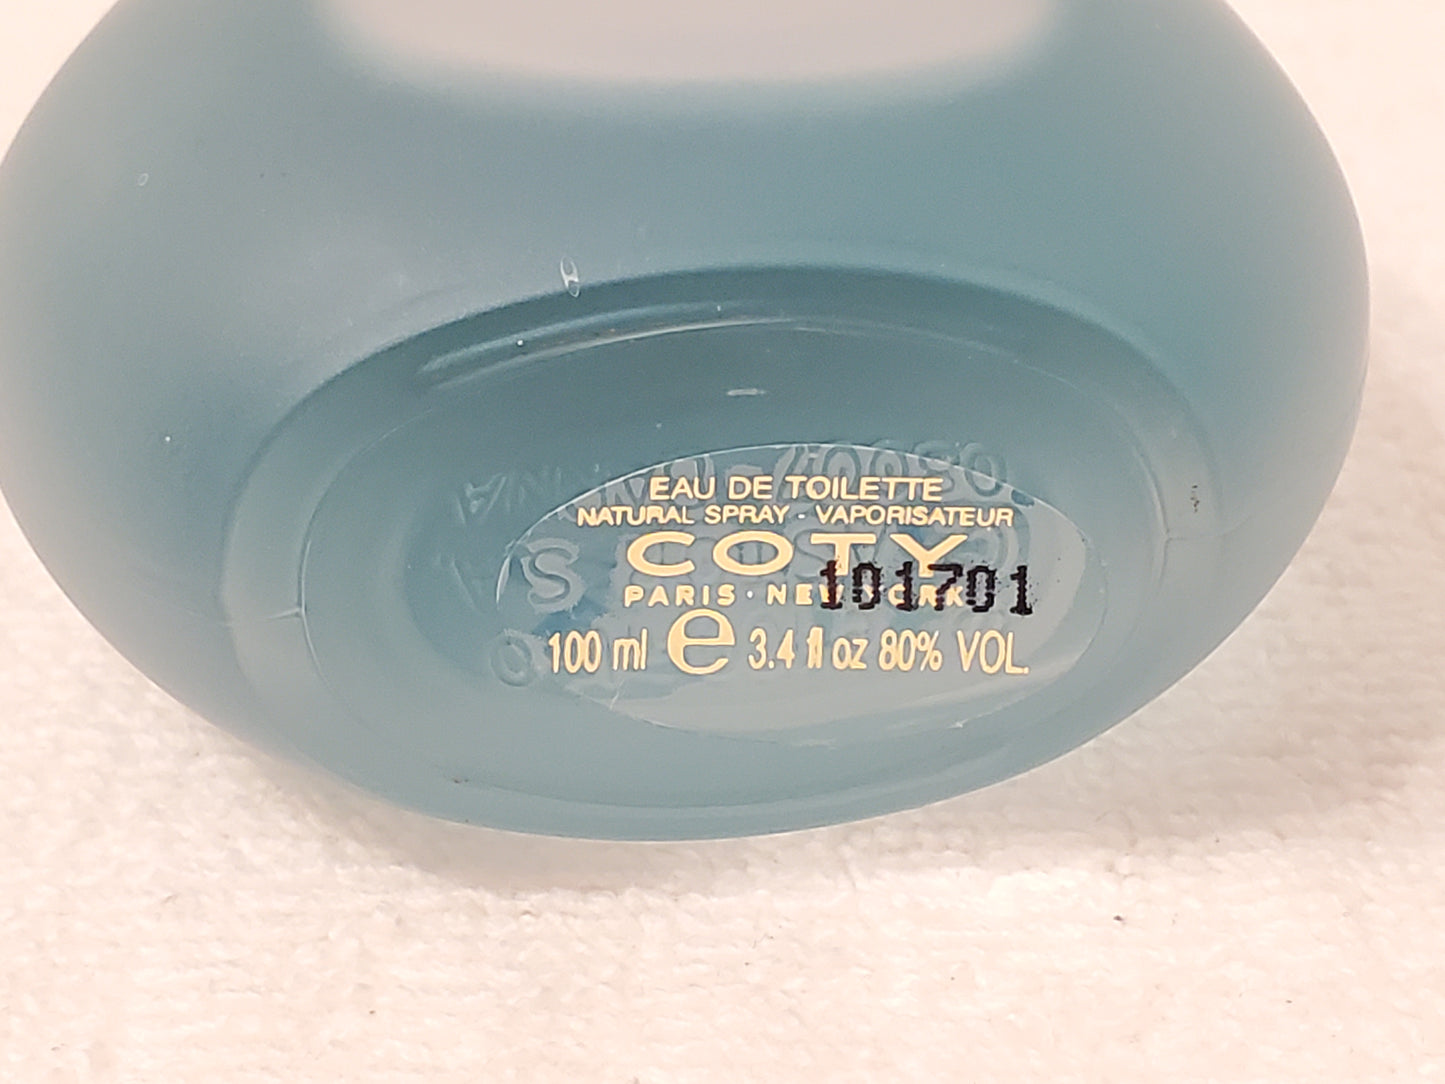 EAU DE TOILETTE
NATURAL SPRAY - VAPORISATEUR
COTY
PARIS · NEW YORK
101701
100 ml e 3.4 fl oz 80% VOL.